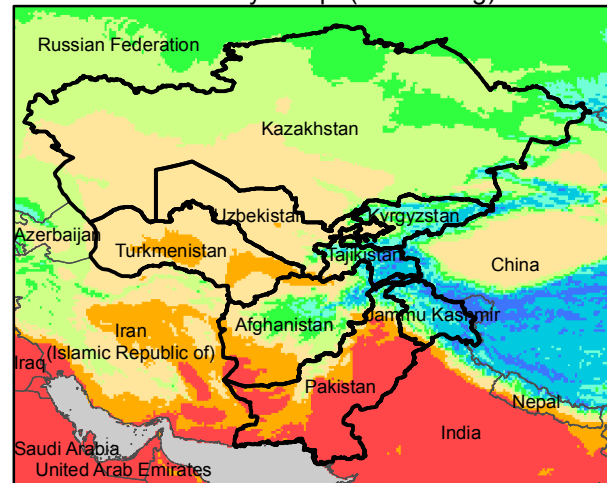 Russian Federation
Kazakhstan
Uzbekistan
Kyrgyzstan
Azerbaijan
Turkmenistan
Tajikistan
China
Afghanistan
Jammu Kashmir
Iran
(Islamic Republic of)
Iraq
Pakistan
Nepal
India
Saudi Arabia
United Arab Emirates